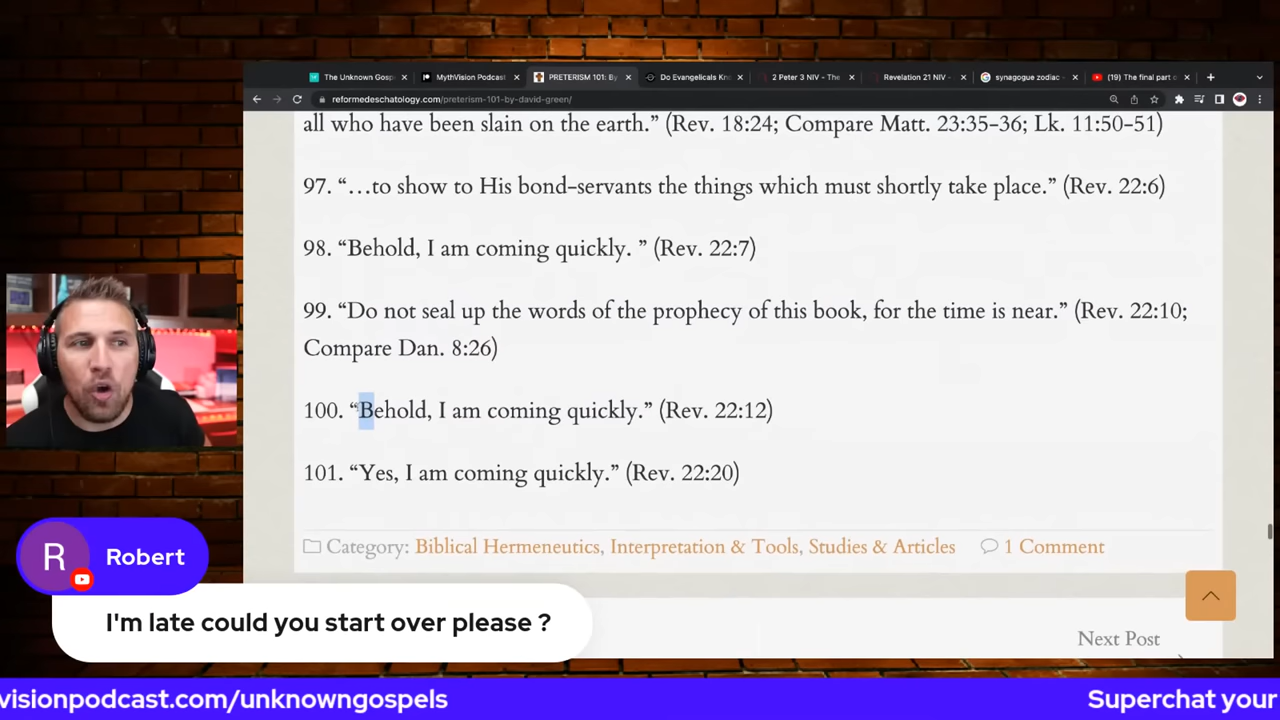 The Unknown Gosp
MythVision Podcast
PRETERISM 101: By
Do Evangelicals Kn
2 Peter 3 NIV - The
Revelation 21 NIV -
synagogue zodiac -
(19) The final part o
reformedeschatology.com/preterism-101-by-david-green/
all who have been slain on the earth.” (Rev. 18:24; Compare Matt. 23:35-36; Lk. 11:50-51)
97. “…to show to His bond-servants the things which must shortly take place.” (Rev. 22:6)
98. “Behold, I am coming quickly. ” (Rev. 22:7)
99. “Do not seal up the words of the prophecy of this book, for the time is near.” (Rev. 22:10;
Compare Dan. 8:26)
100. “Behold, I am coming quickly.” (Rev. 22:12)
101. “Yes, I am coming quickly.” (Rev. 22:20)
Category: Biblical Hermeneutics, Interpretation & Tools, Studies & Articles 1 Comment
R Robert
I'm late could you start over please ?
Next Post
visionpodcast.com/unknowngospels
Superchat your